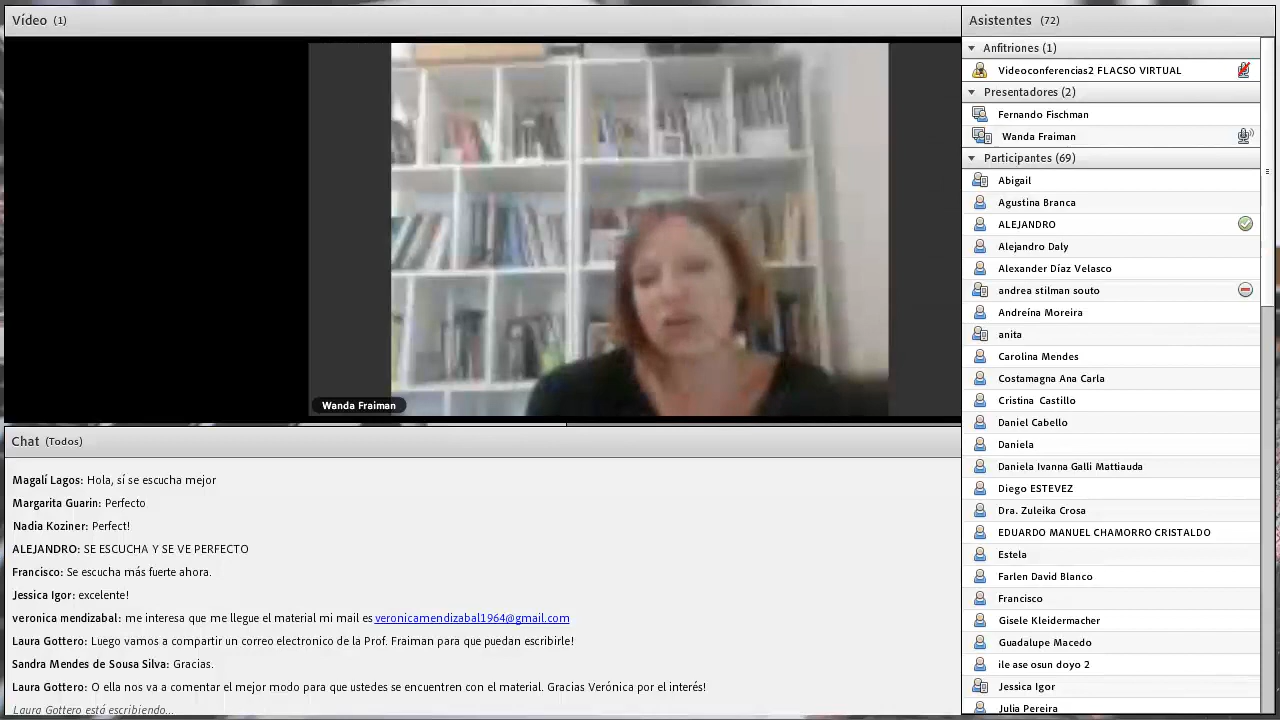 Vídeo (1)
Wanda Fraiman
Chat (Todos)
Magalí Lagos: Hola, sí se escucha mejor
Margarita Guarin: Perfecto
Nadia Koziner: Perfect!
ALEJANDRO: SE ESCUCHA Y SE VE PERFECTO
Francisco: Se escucha más fuerte ahora.
Jessica Igor: excelente!
veronica mendizabal: me interesa que me llegue el material mi mail es veronicamendizabal1964@gmail.com
Laura Gottero: Luego vamos a compartir un correo electronico de la Prof. Fraiman para que puedan escribirle!
Sandra Mendes de Sousa Silva: Gracias.
Laura Gottero: O ella nos va a comentar el mejor modo para que ustedes se encuentren con el material. Gracias Verónica por el interés!
Laura Gottero está escribiendo...
Asistentes (72)
Anfitriones (1)
Videoconferencias2 FLACSO VIRTUAL
Presentadores (2)
Fernando Fischman
Wanda Fraiman
Participantes (69)
Abigail
Agustina Branca
ALEJANDRO
Alejandro Daly
Alexander Díaz Velasco
andrea stilman souto
Andreína Moreira
anita
Carolina Mendes
Costamagna Ana Carla
Cristina Castillo
Daniel Cabello
Daniela
Daniela Ivanna Galli Mattiauda
Diego ESTEVEZ
Dra. Zuleika Crosa
EDUARDO MANUEL CHAMORRO CRISTALDO
Estela
Farlen David Blanco
Francisco
Gisele Kleidermacher
Guadalupe Macedo
ile ase osun doyo 2
Jessica Igor
Julia Pereira